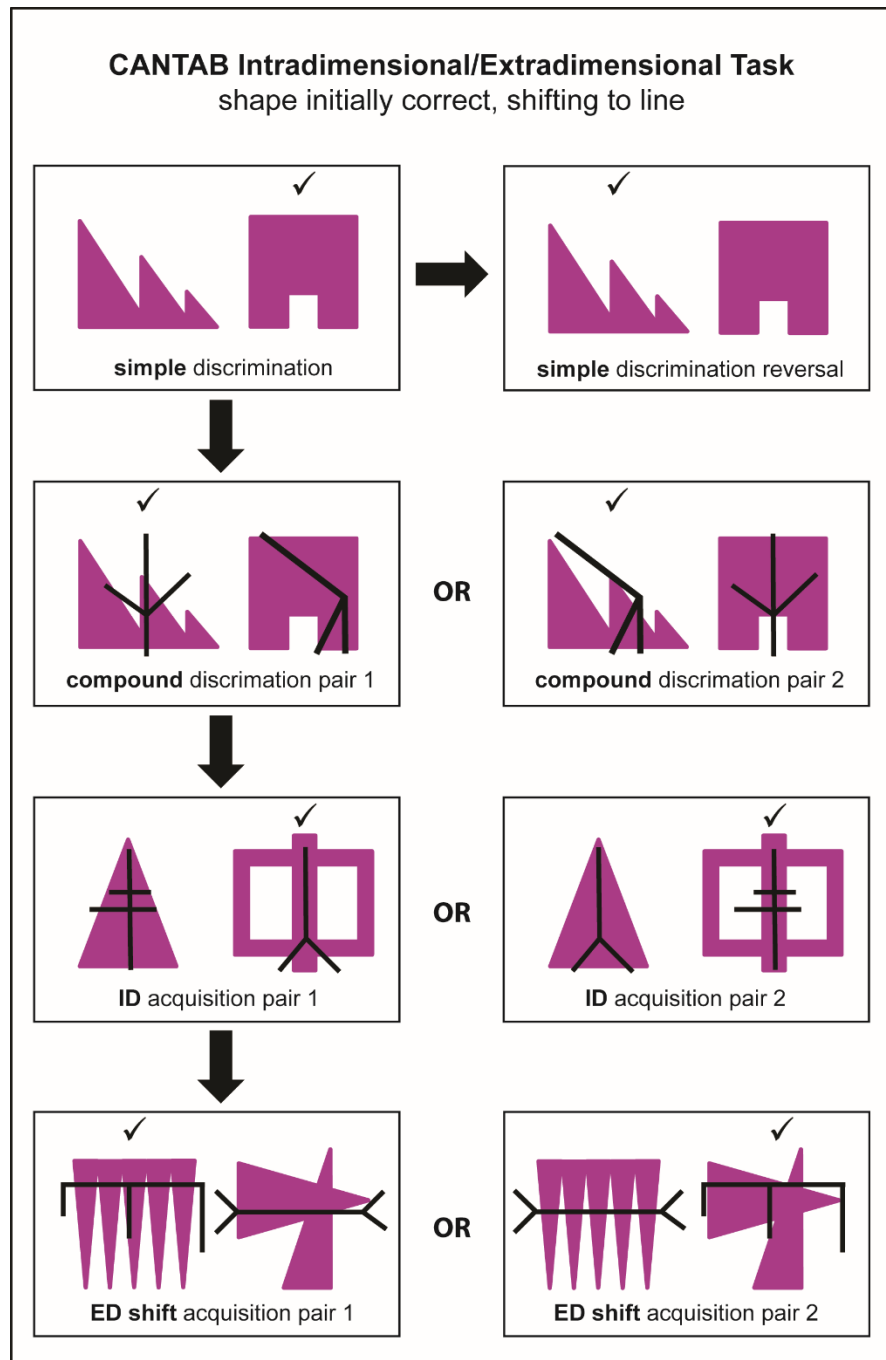 CANTAB Intradimensional/Extradimensional Task
shape initially correct, shifting to line
simple discrimination
simple discrimination reversal
compound discrimation pair 1
OR
compound discrimation pair 2
ID acquisition pair 1
OR
ID acquisition pair 2
ED shift acquisition pair 1
OR
ED shift acquisition pair 2